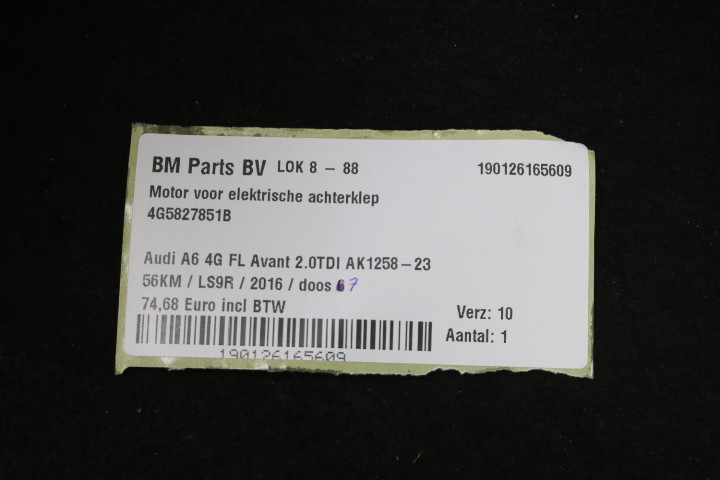 BM Parts BV LOK 8 – 88 190126165609
Motor voor elektrische achterklep
4G5827851B
Audi A6 4G FL Avant 2.0TDI AK1258–23
56KM / LS9R / 2016 / doos 7
74,68 Euro incl BTW
Verz: 10
Aantal: 1
190126165609